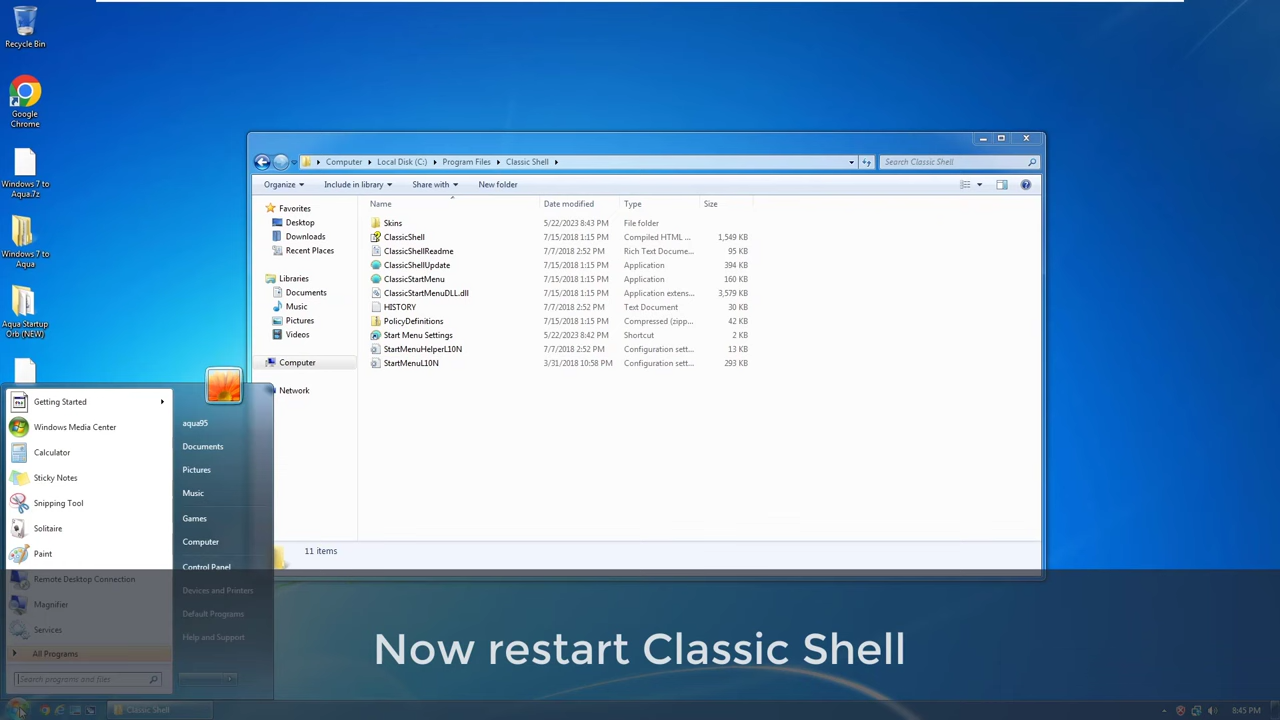 Recycle Bin
Google
Chrome
Windows 7 to
Aqua.7z
Windows 7 to
Aqua
Aqua Startup
Orb (NEW)
Computer
Local Disk (C:)
Program Files
Classic Shell
Search Classic Shell
Organize
Include in library
Share with
New folder
Name
Date modified
Type
Size
Favorites
Desktop
Downloads
Recent Places
Libraries
Documents
Music
Pictures
Videos
Computer
Network
Skins 5/22/2023 8:43 PM File folder
ClassicShell 7/15/2018 1:15 PM Compiled HTML ... 1,549 KB
ClassicShellReadme 7/7/2018 2:52 PM Rich Text Docume... 95 KB
ClassicShellUpdate 7/15/2018 1:15 PM Application 394 KB
ClassicStartMenu 7/15/2018 1:15 PM Application 160 KB
ClassicStartMenuDLL.dll 7/15/2018 1:15 PM Application extens... 3,579 KB
HISTORY 7/7/2018 2:52 PM Text Document 30 KB
PolicyDefinitions 7/15/2018 1:15 PM Compressed (zipp... 42 KB
Start Menu Settings 5/22/2023 8:42 PM Shortcut 2 KB
StartMenuHelperL10N 7/7/2018 2:52 PM Configuration sett... 13 KB
StartMenuL10N 3/31/2018 10:58 PM Configuration sett... 293 KB
11 items
Getting Started
Windows Media Center
Calculator
Sticky Notes
Snipping Tool
Solitaire
Paint
Remote Desktop Connection
Magnifier
Services
All Programs
Search programs and files
aqua95
Documents
Pictures
Music
Games
Computer
Control Panel
Devices and Printers
Default Programs
Help and Support
Now restart Classic Shell
Classic Shell
8:45 PM